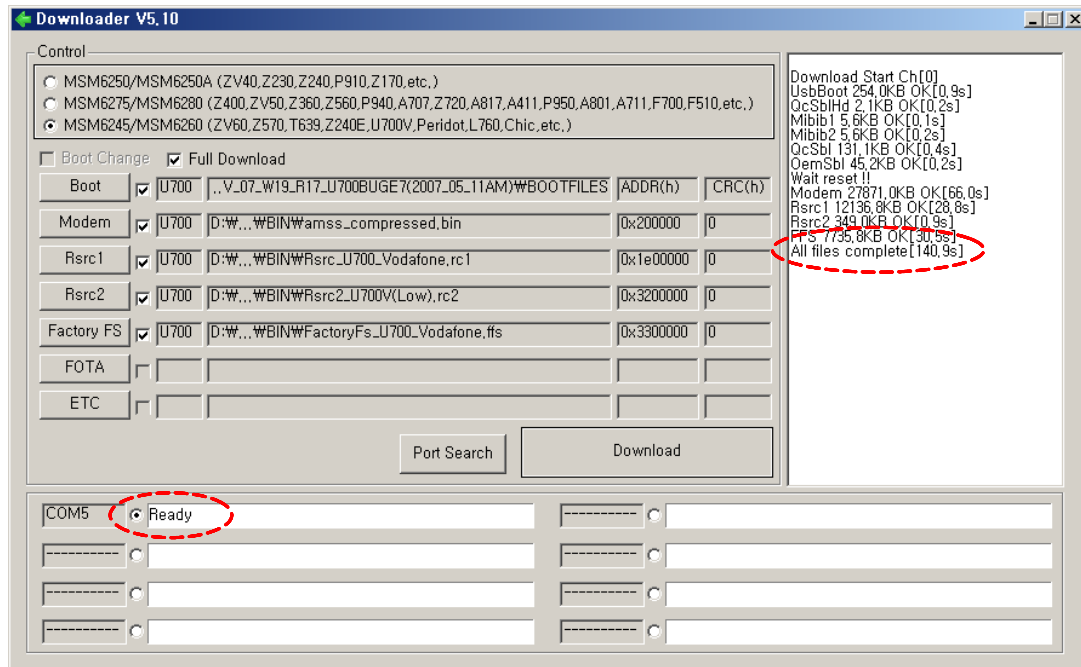 Downloader V5,10
Control
MSM6250/MSM6250A (ZV40,Z230,Z240,P910,Z170,etc,)
MSM6275/MSM6280 (Z400,ZV50,Z360,Z560,P940,A707,Z720,A817,A411,P950,A801,A711,F700,F510,etc,)
MSM6245/MSM6260 (ZV60,Z570,T639,Z240E,U700V,Peridot,L760,Chic,etc,)
Boot Change Full Download
Boot U700 ,,V_07_W19_R17_U700BUGE7(2007_05_11AM)₩BOOTFILES ADDR(h) CRC(h)
Modem U700 D:₩,,,₩BIN₩amss_compressed,bin 0x200000 0
Rsrc1 U700 D:₩,,,₩BIN₩Rsrc_U700_Vodafone,rc1 0x1e00000 0
Rsrc2 U700 D:₩,,,₩BIN₩Rsrc2_U700V(Low),rc2 0x3200000 0
Factory FS U700 D:₩,,,₩BIN₩FactoryFs_U700_Vodafone,ffs 0x3300000 0
FOTA
ETC
Port Search Download
Download Start Ch[0]
UsbBoot 254,0KB OK[0,9s]
QcSblHd 2,1KB OK[0,2s]
Mibib1 5,6KB OK[0,1s]
Mibib2 5,6KB OK[0,2s]
QcSbl 131,1KB OK[0,4s]
OemSbl 45,2KB OK[0,2s]
Wait reset !!
Modem 27871,0KB OK[66,0s]
Rsrc1 12136,8KB OK[28,8s]
Rsrc2 349,0KB OK[0,9s]
FFS 7735,8KB OK[30,5s]
All files complete[140,9s]
COM5 Ready ----------
---------- ----------
---------- ----------
---------- ----------